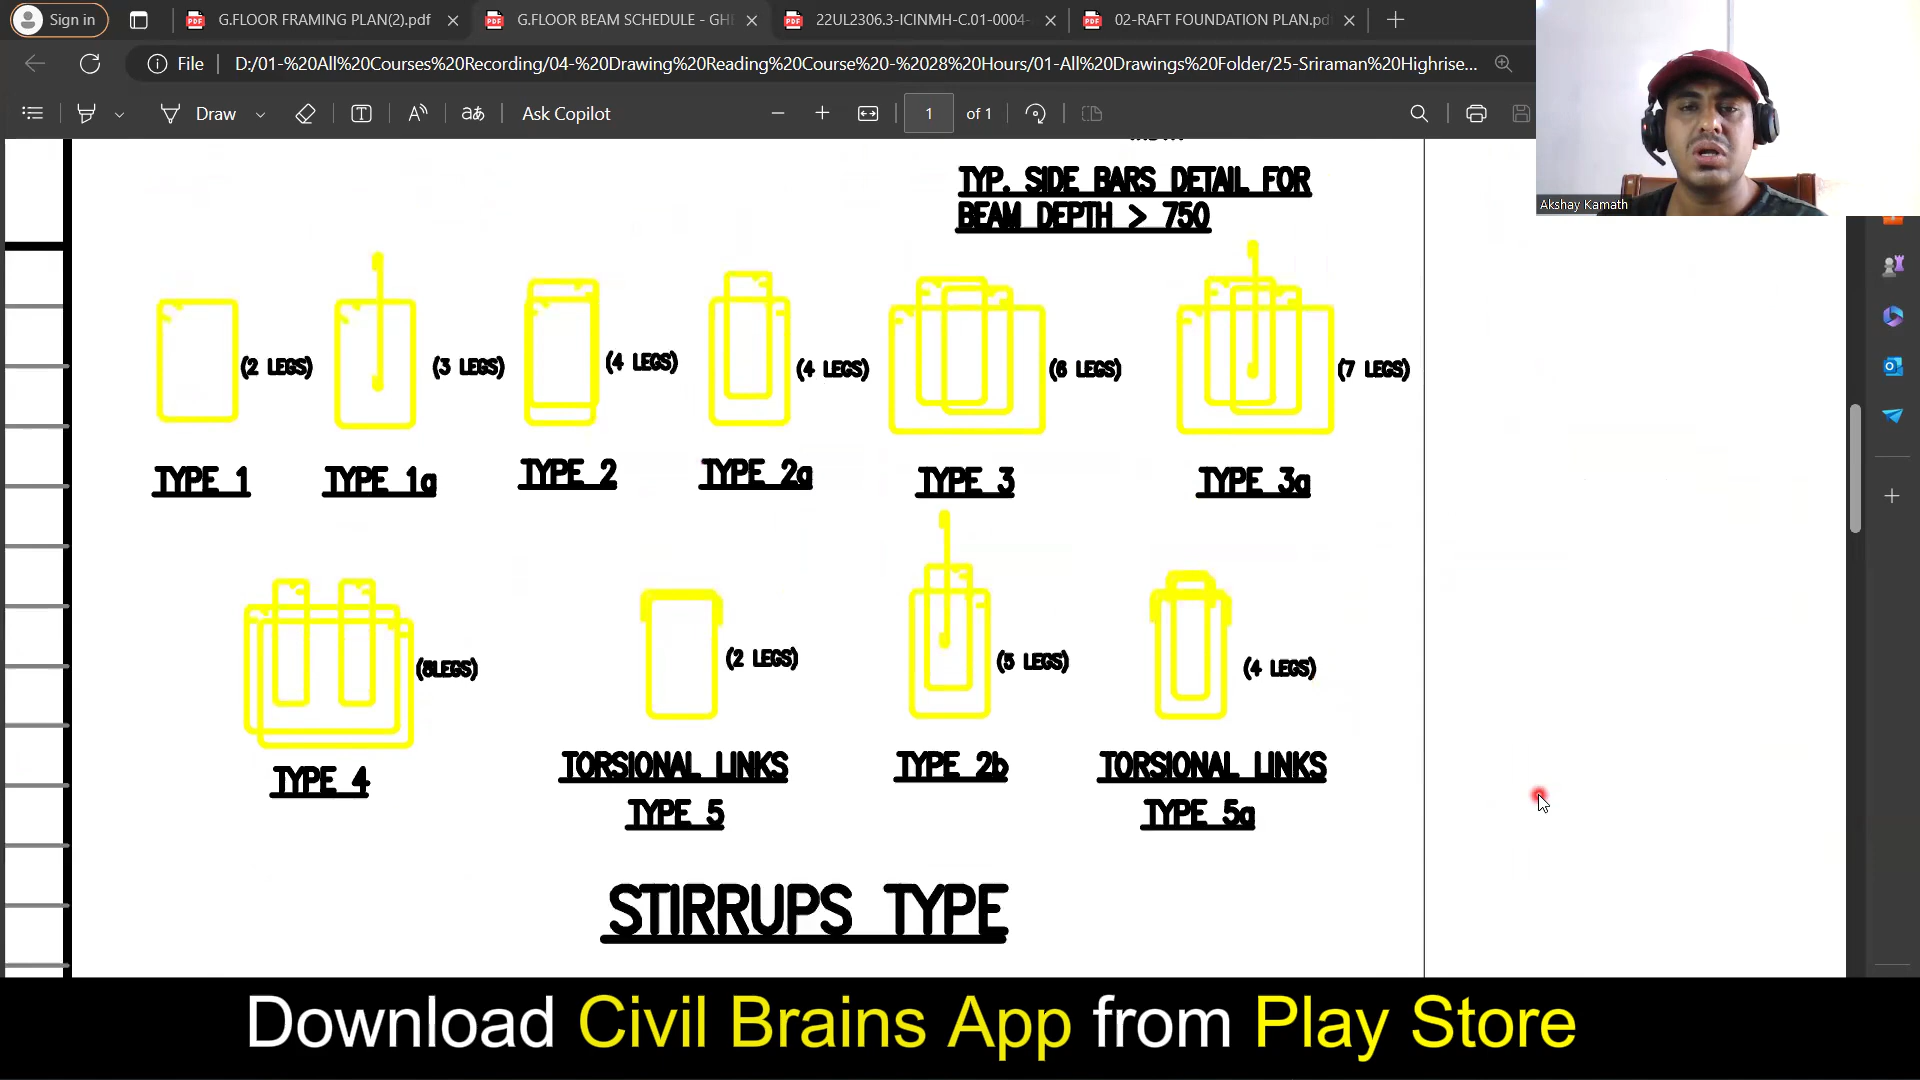 Sign in
G.FLOOR FRAMING PLAN(2).pdf
G.FLOOR BEAM SCHEDULE - GH
22UL2306.3-ICINMH-C.01-0004-
02-RAFT FOUNDATION PLAN.pd
File
D:/01-%20All%20Courses%20Recording/04-%20Drawing%20Reading%20Course%20-%2028%20Hours/01-All%20Drawings%20Folder/25-Sriraman%20Highrise...
Draw
Ask Copilot
1
of 1
Akshay Kamath
TYP. SIDE BARS DETAIL FOR
BEAM DEPTH > 750
(2 LEGS)
(3 LEGS)
(4 LEGS)
(4 LEGS)
(6 LEGS)
(7 LEGS)
TYPE 1
TYPE 1a
TYPE 2
TYPE 2a
TYPE 3
TYPE 3a
(8LEGS)
(2 LEGS)
(5 LEGS)
(4 LEGS)
TYPE 4
TORSIONAL LINKS
TYPE 5
TYPE 2b
TORSIONAL LINKS
TYPE 5a
STIRRUPS TYPE
Download Civil Brains App from Play Store